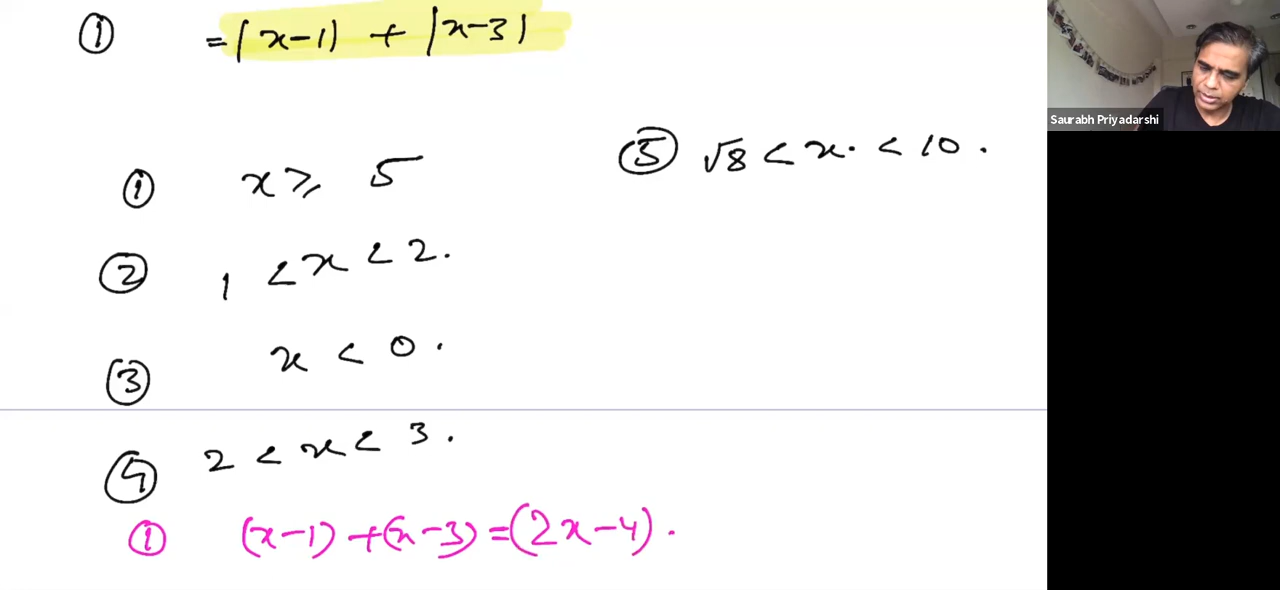 ① = |x-1| + |x-3|
Saurabh Priyadarshi
⑤ √8 < x < 10.
① x ≥ 5
② 1 < x < 2.
③ x < 0.
④ 2 < x < 3.
① (x-1) + (x-3) = (2x-4).